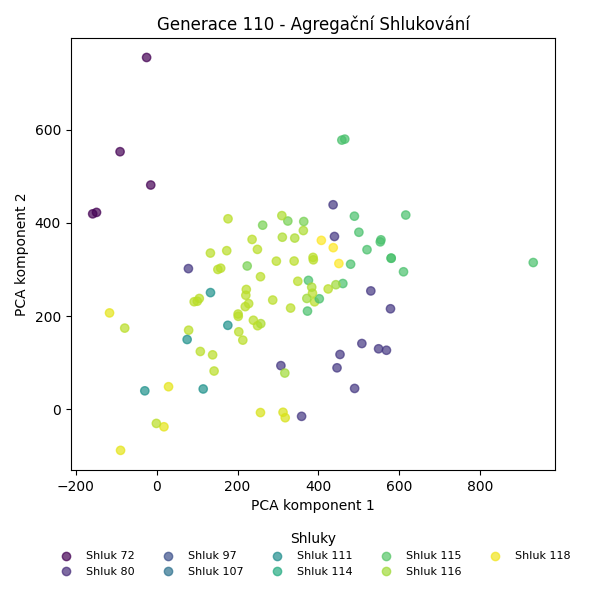 Generace 110 - Agregační Shlukování
PCA komponent 2
600
400
200
0
−200 0 200 400 600 800
PCA komponent 1
Shluky
Shluk 72 Shluk 97 Shluk 111 Shluk 115 Shluk 118
Shluk 80 Shluk 107 Shluk 114 Shluk 116